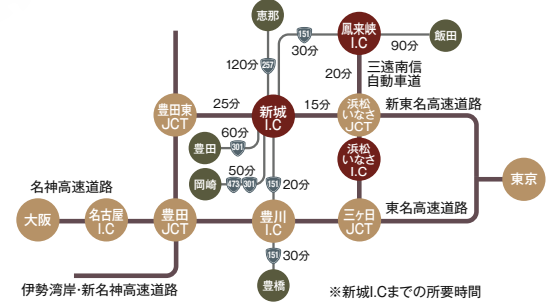 恵那
鳳来峡
I.C
飯田
151
30分
90分
257
120分
20分
三遠南信
自動車道
豊田東
JCT
25分
新城
I.C
15分
浜松
いなさ
JCT
新東名高速道路
60分
豊田
301
浜松
いなさ
I.C
50分
岡崎
473
301
151
20分
東京
名神高速道路
大阪
名古屋
I.C
豊田
JCT
豊川
I.C
三ヶ日
JCT
東名高速道路
151
30分
豊橋
伊勢湾岸・新名神高速道路
※新城I.Cまでの所要時間